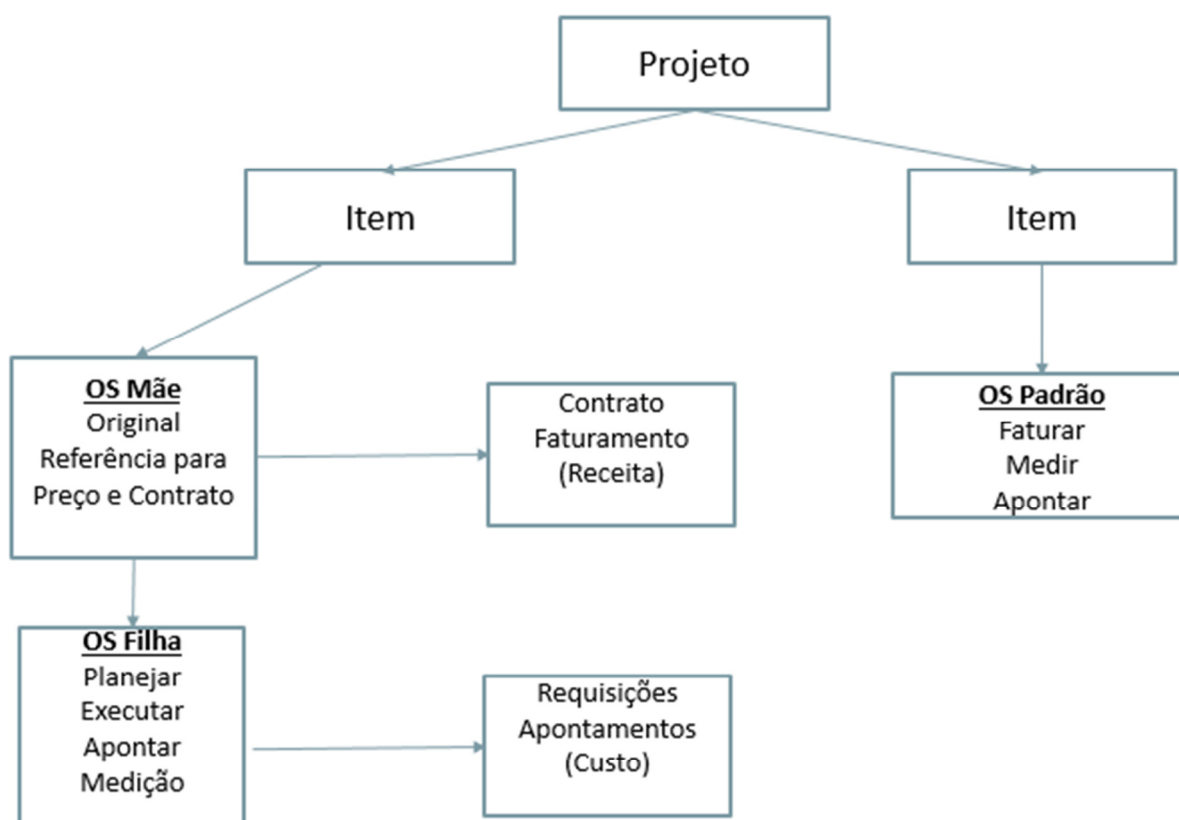 Projeto
Item
Item
OS Mãe
Original
Referência para
Preço e Contrato
Contrato
Faturamento
(Receita)
OS Padrão
Faturar
Medir
Apontar
OS Filha
Planejar
Executar
Apontar
Medição
Requisições
Apontamentos
(Custo)